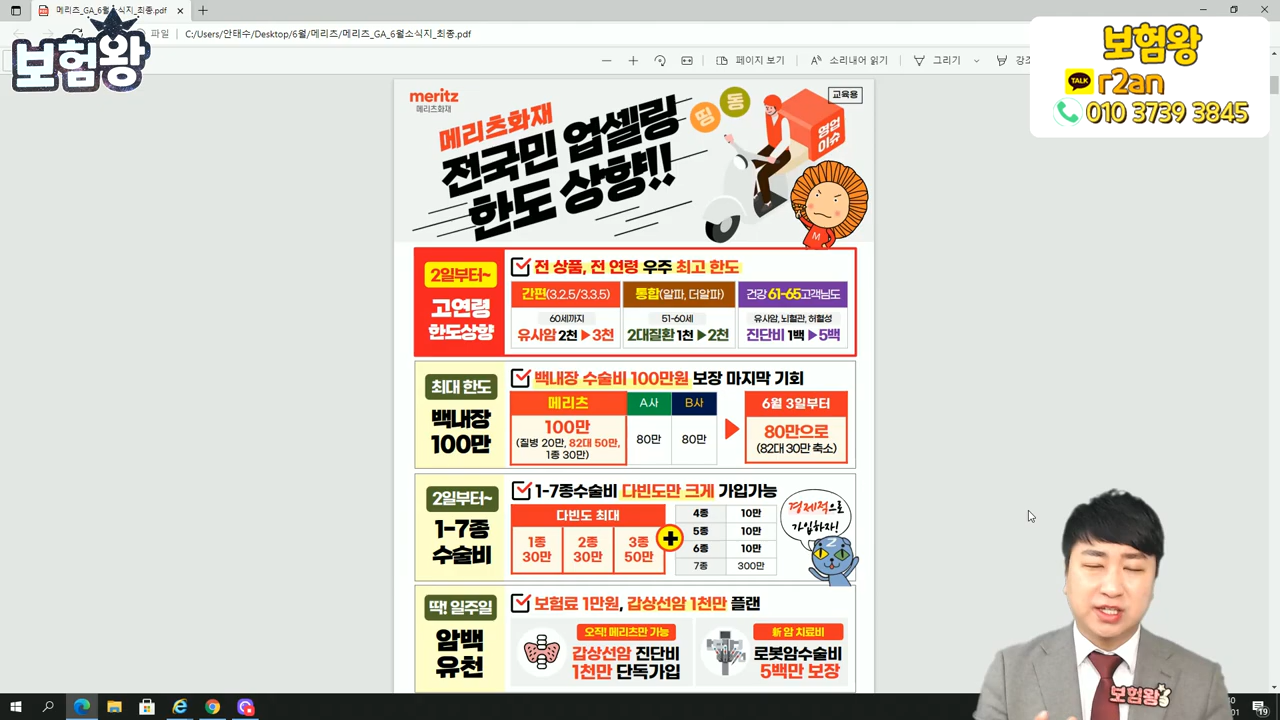 메리츠_GA_6월소식지_최종.pdf
파일
C:/Users/안태수/Desktop/6월/메리츠/메리츠_GA_6월소식지_최종.pdf
페이지 보기
소리내어 읽기
그리기
강조
보험왕
보험왕
TALK
r2an
010 3739 3845
meritz
메리츠화재
교육용
메리츠화재
전국민 업셀링
한도 상향!!
띵
동
영업
이슈
M
2일부터~
고연령
한도상향
전 상품, 전 연령 우주 최고 한도
간편(3.2.5/3.3.5)
통합(알파, 더알파)
건강 61-65고객님도
60세까지
51-60세
유사암, 뇌혈관, 허혈성
유사암 2천 ▶ 3천
2대질환 1천 ▶ 2천
진단비 1백 ▶ 5백
최대 한도
백내장
100만
백내장 수술비 100만원 보장 마지막 기회
메리츠
A사
B사
6월 3일부터
100만
(질병 20만, 82대 50만,
1종 30만)
80만
80만
80만으로
(82대 30만 축소)
2일부터~
1-7종
수술비
1-7종수술비 다빈도만 크게 가입가능
다빈도 최대
1종
30만
2종
30만
3종
50만
+
4종
10만
5종
10만
6종
10만
7종
300만
경제적으로
가입하자!
딱! 일주일
암백
유천
보험료 1만원, 갑상선암 1천만 플랜
오직! 메리츠만 가능
갑상선암 진단비
1천만 단독가입
新 암 치료비
로봇암수술비
5백만 보장
보험왕
19